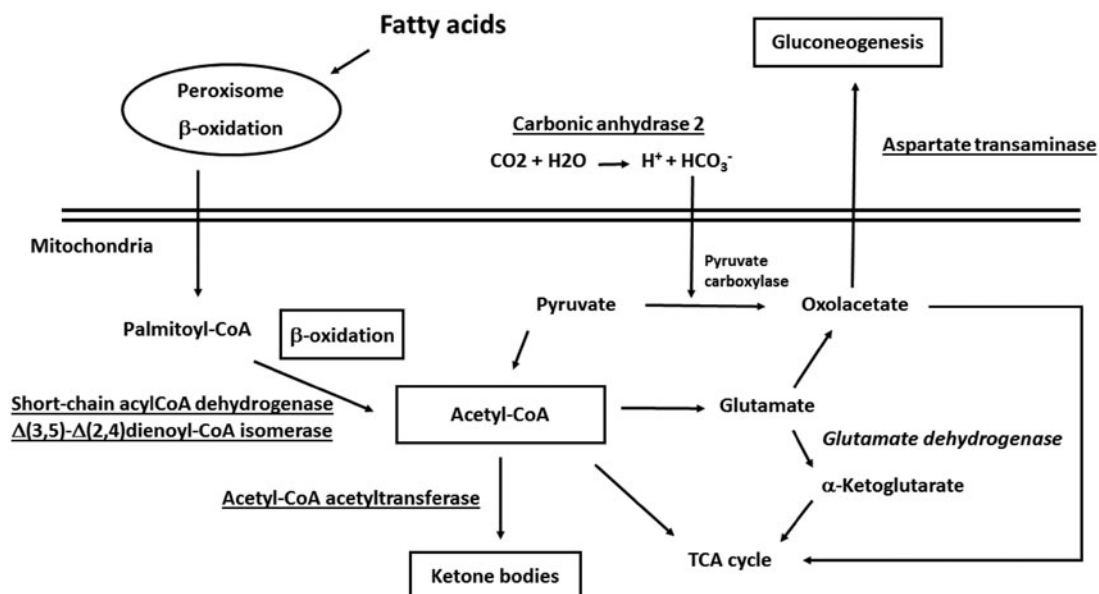 Fatty acids
Gluconeogenesis
Peroxisome
β-oxidation
Carbonic anhydrase 2
CO2 + H2O → H⁺ + HCO₃⁻
Aspartate transaminase
Mitochondria
Pyruvate
carboxylase
Pyruvate
Oxolacetate
Palmitoyl-CoA
β-oxidation
Short-chain acylCoA dehydrogenase
Δ(3,5)-Δ(2,4)dienoyl-CoA isomerase
Acetyl-CoA
Glutamate
Glutamate dehydrogenase
α-Ketoglutarate
Acetyl-CoA acetyltransferase
TCA cycle
Ketone bodies